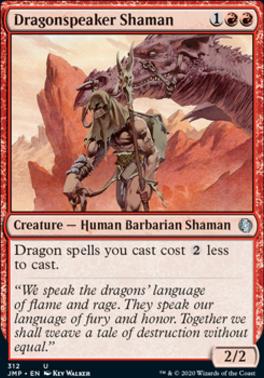 Dragonspeaker Shaman 1
Creature — Human Barbarian Shaman
Dragon spells you cast cost 2 less
to cast.
“We speak the dragons’ language
of flame and rage. They speak our
language of fury and honor. Together we
shall weave a tale of destruction without
equal.”
2/2
312 U
JMP • EN Kev Walker
™ & © 2020 Wizards of the Coast